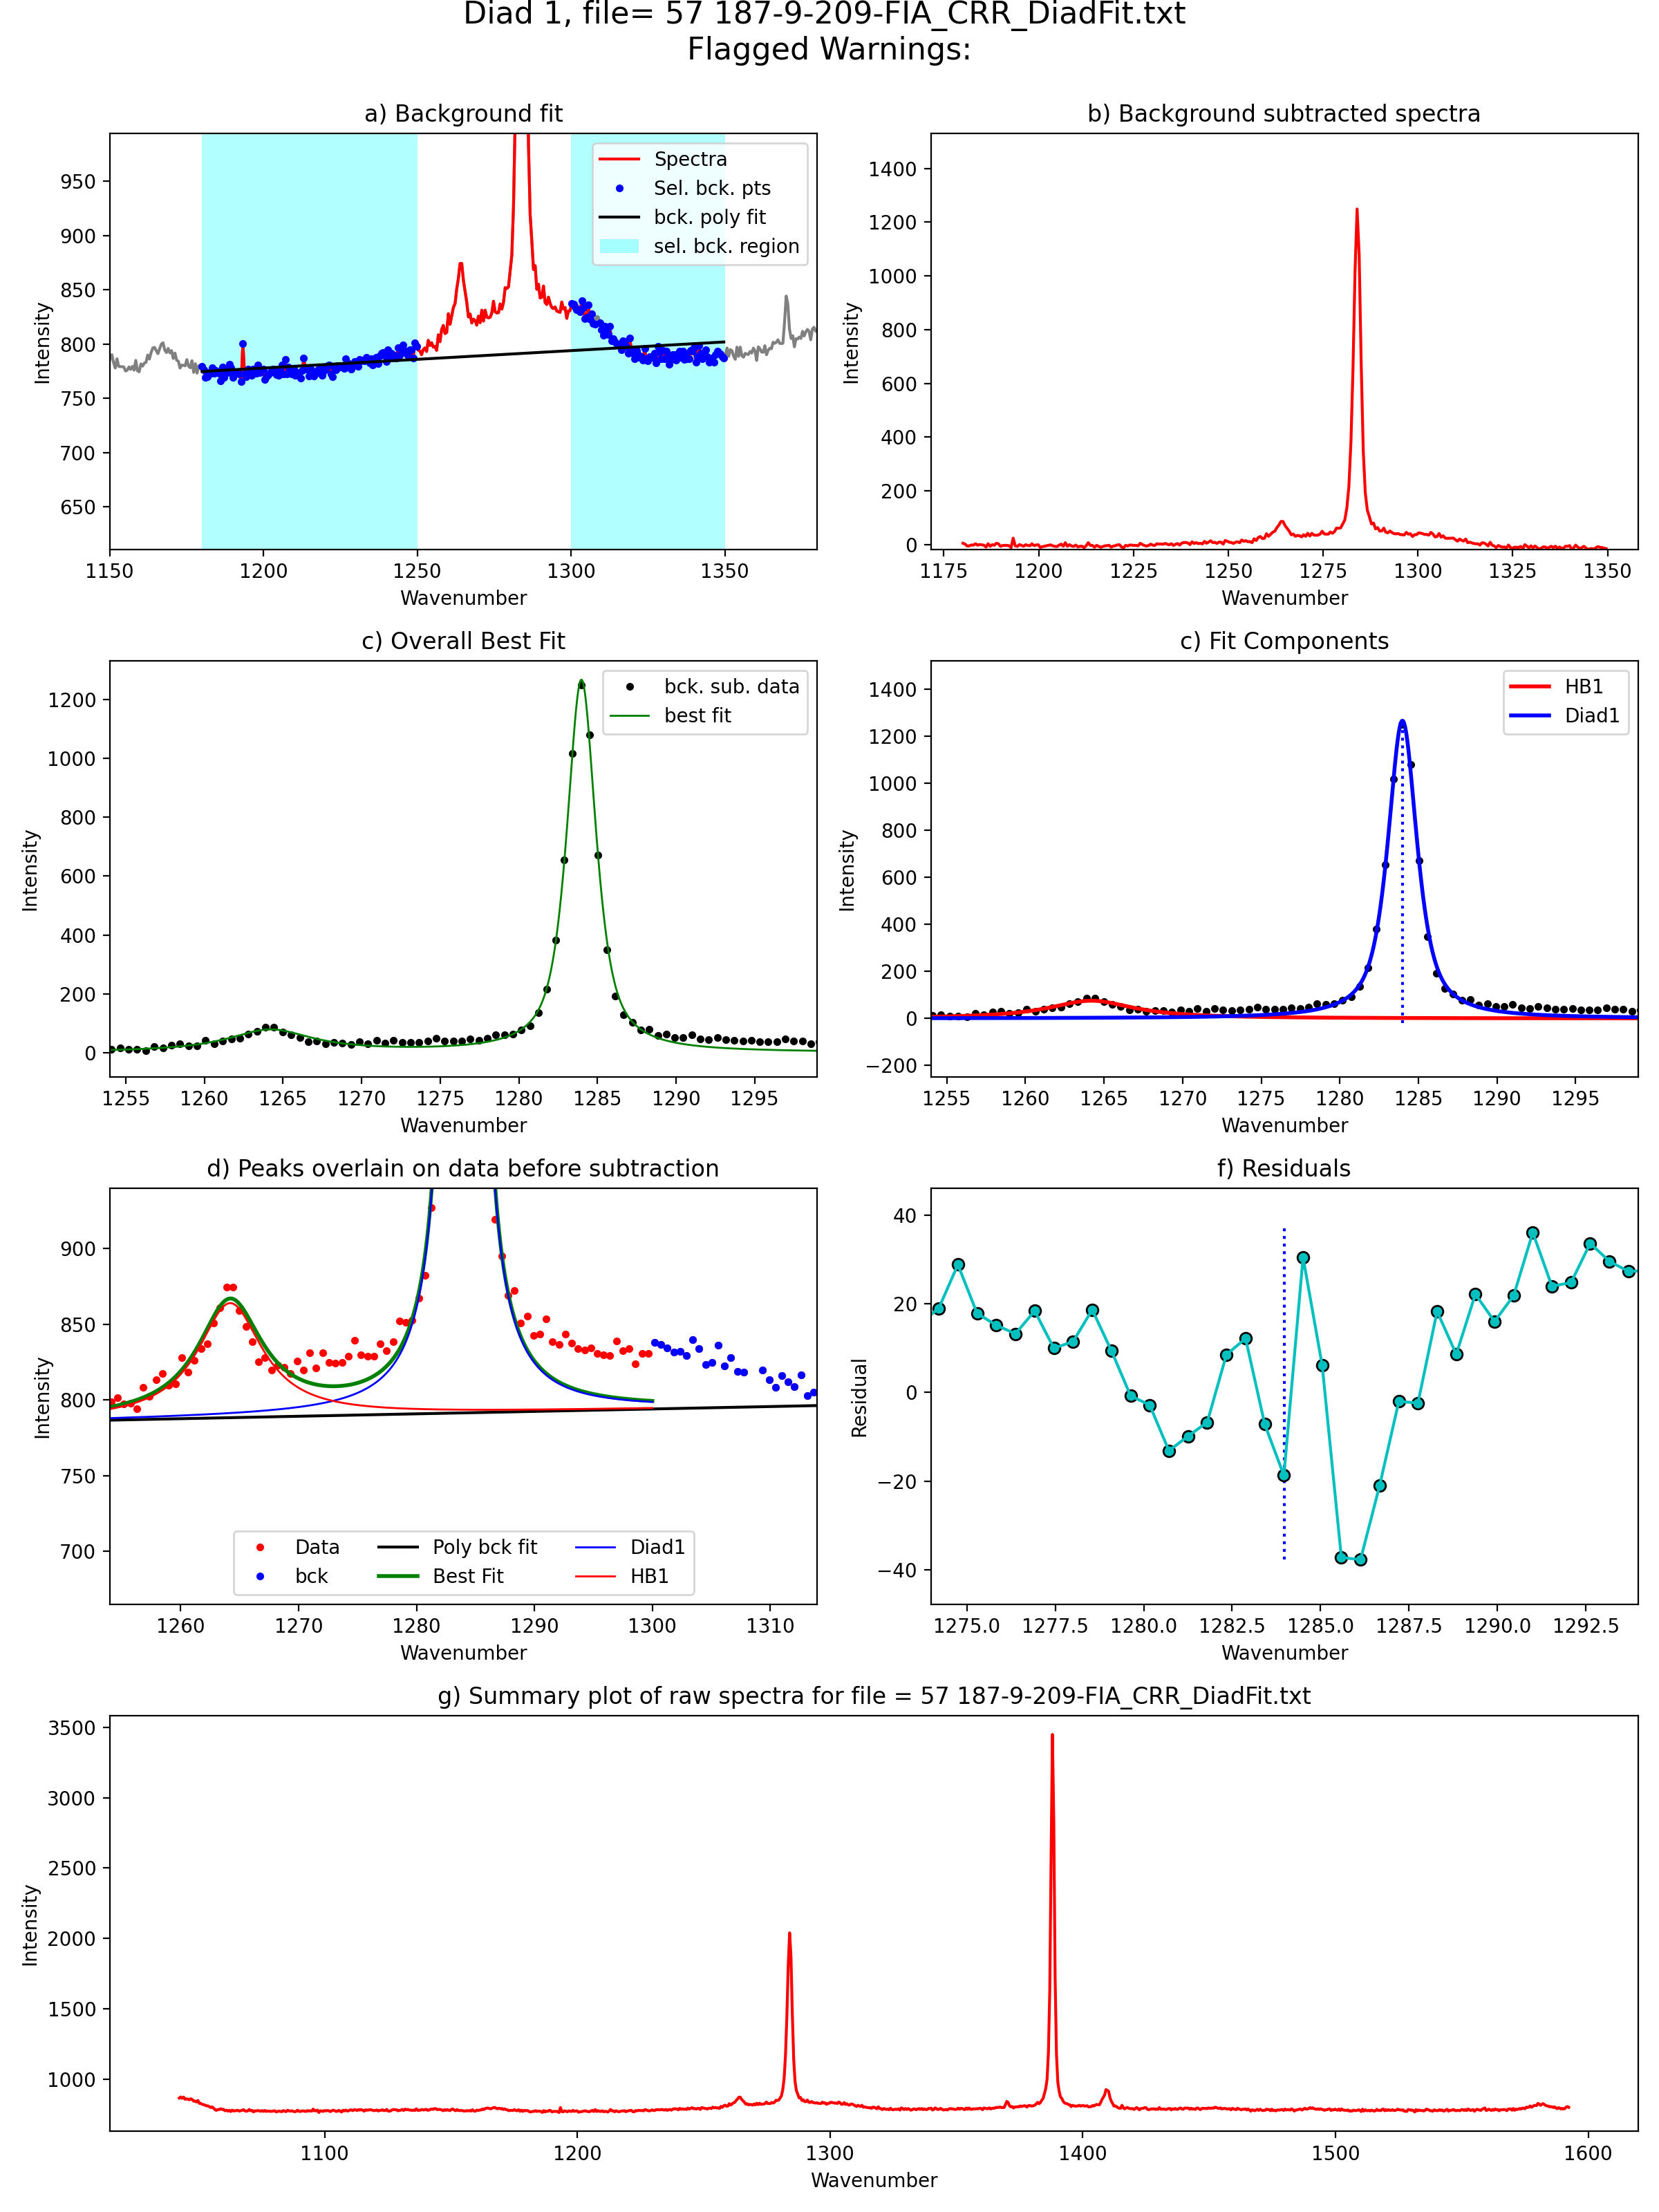 Diad 1, file= 57 187-9-209-FIA_CRR_DiadFit.txt
Flagged Warnings:
a) Background fit
Intensity
950
900
850
800
750
700
650
Spectra
Sel. bck. pts
bck. poly fit
sel. bck. region
1150 1200 1250 1300 1350
Wavenumber
b) Background subtracted spectra
Intensity
1400
1200
1000
800
600
400
200
0
1175 1200 1225 1250 1275 1300 1325 1350
Wavenumber
c) Overall Best Fit
Intensity
1200
1000
800
600
400
200
0
bck. sub. data
best fit
1255 1260 1265 1270 1275 1280 1285 1290 1295
Wavenumber
c) Fit Components
Intensity
1400
1200
1000
800
600
400
200
0
−200
HB1
Diad1
1255 1260 1265 1270 1275 1280 1285 1290 1295
Wavenumber
d) Peaks overlain on data before subtraction
Intensity
900
850
800
750
700
Data
bck
Poly bck fit
Best Fit
Diad1
HB1
1260 1270 1280 1290 1300 1310
Wavenumber
f) Residuals
Residual
40
20
0
−20
−40
1275.0 1277.5 1280.0 1282.5 1285.0 1287.5 1290.0 1292.5
Wavenumber
g) Summary plot of raw spectra for file = 57 187-9-209-FIA_CRR_DiadFit.txt
Intensity
3500
3000
2500
2000
1500
1000
1100 1200 1300 1400 1500 1600
Wavenumber